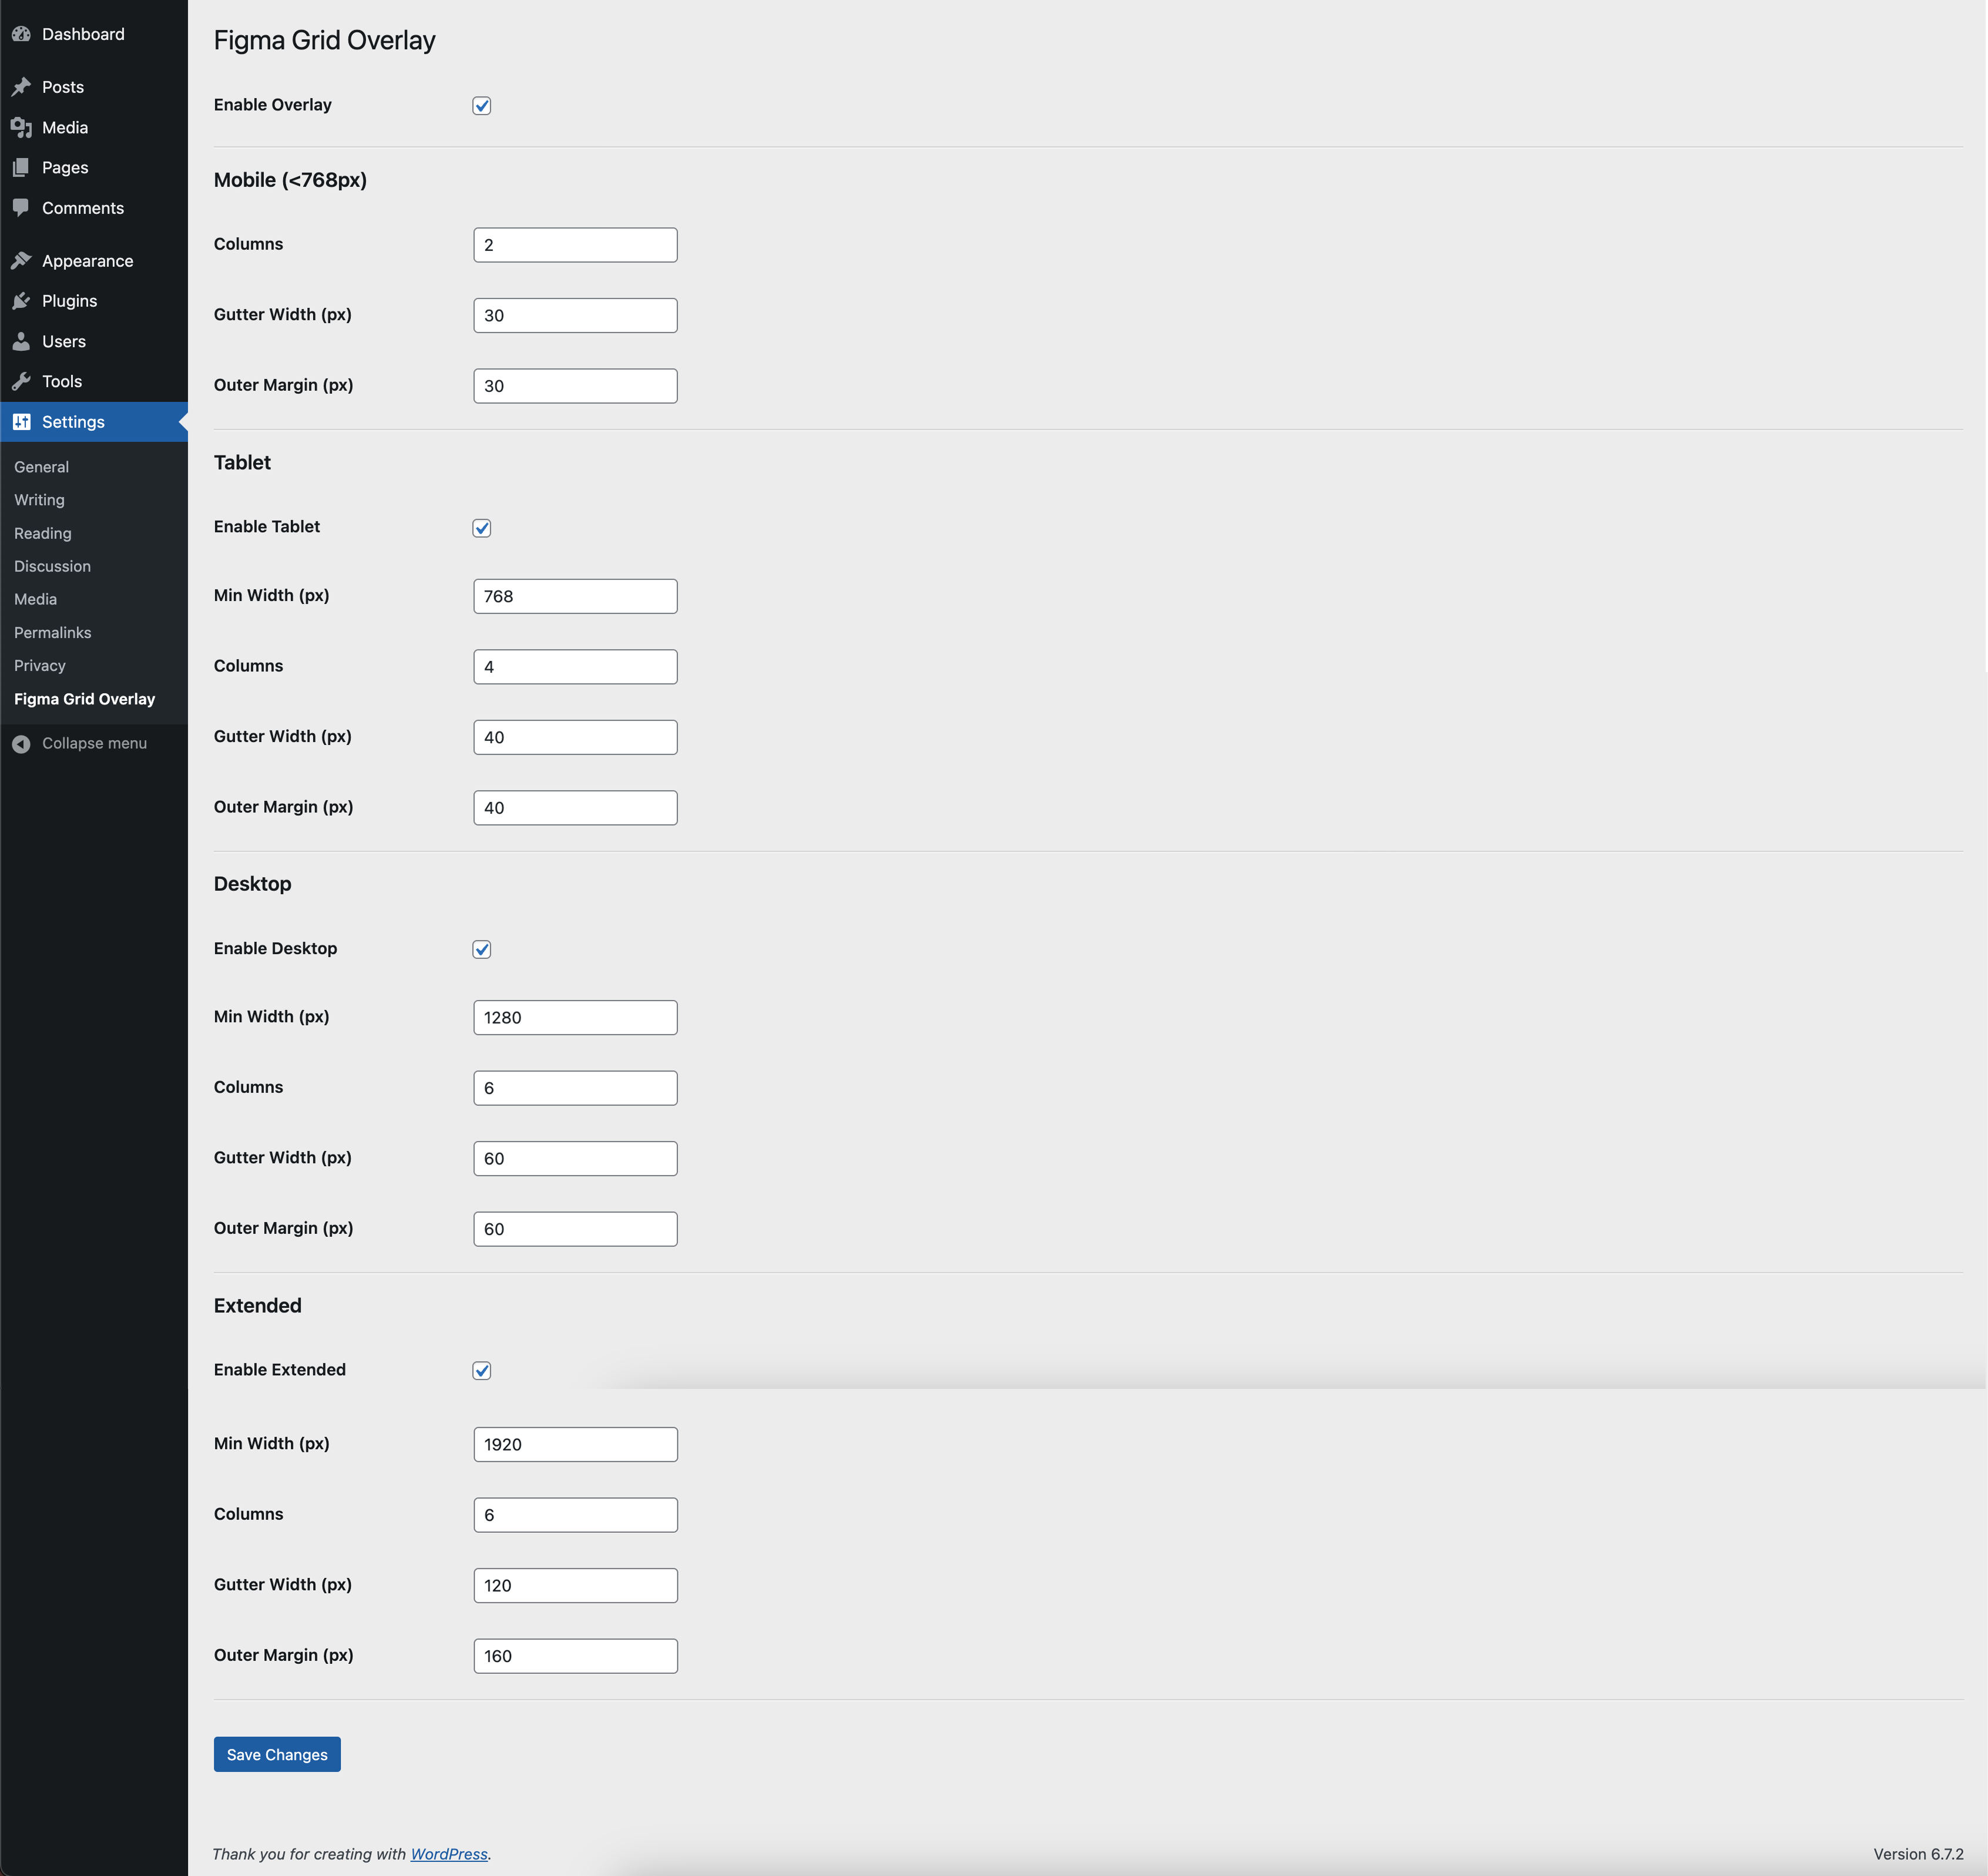 Dashboard
Posts
Media
Pages
Comments
Appearance
Plugins
Users
Tools
Settings
General
Writing
Reading
Discussion
Media
Permalinks
Privacy
Figma Grid Overlay
Collapse menu
Figma Grid Overlay
Enable Overlay
Mobile (<768px)
Columns 2
Gutter Width (px) 30
Outer Margin (px) 30
Tablet
Enable Tablet
Min Width (px) 768
Columns 4
Gutter Width (px) 40
Outer Margin (px) 40
Desktop
Enable Desktop
Min Width (px) 1280
Columns 6
Gutter Width (px) 60
Outer Margin (px) 60
Extended
Enable Extended
Min Width (px) 1920
Columns 6
Gutter Width (px) 120
Outer Margin (px) 160
Save Changes
Thank you for creating with WordPress.
Version 6.7.2